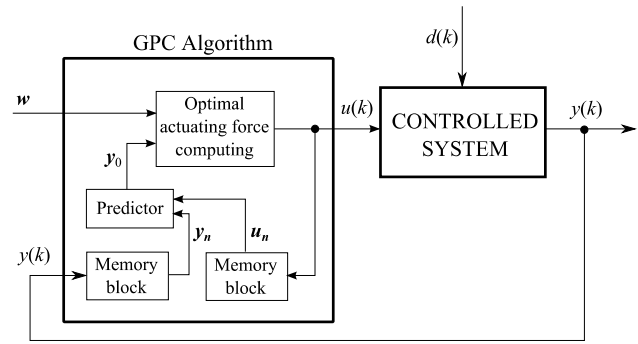 GPC Algorithm
d(k)
w
Optimal
actuating force
computing
u(k)
CONTROLLED
SYSTEM
y(k)
y0
Predictor
yn
un
y(k)
Memory
block
Memory
block